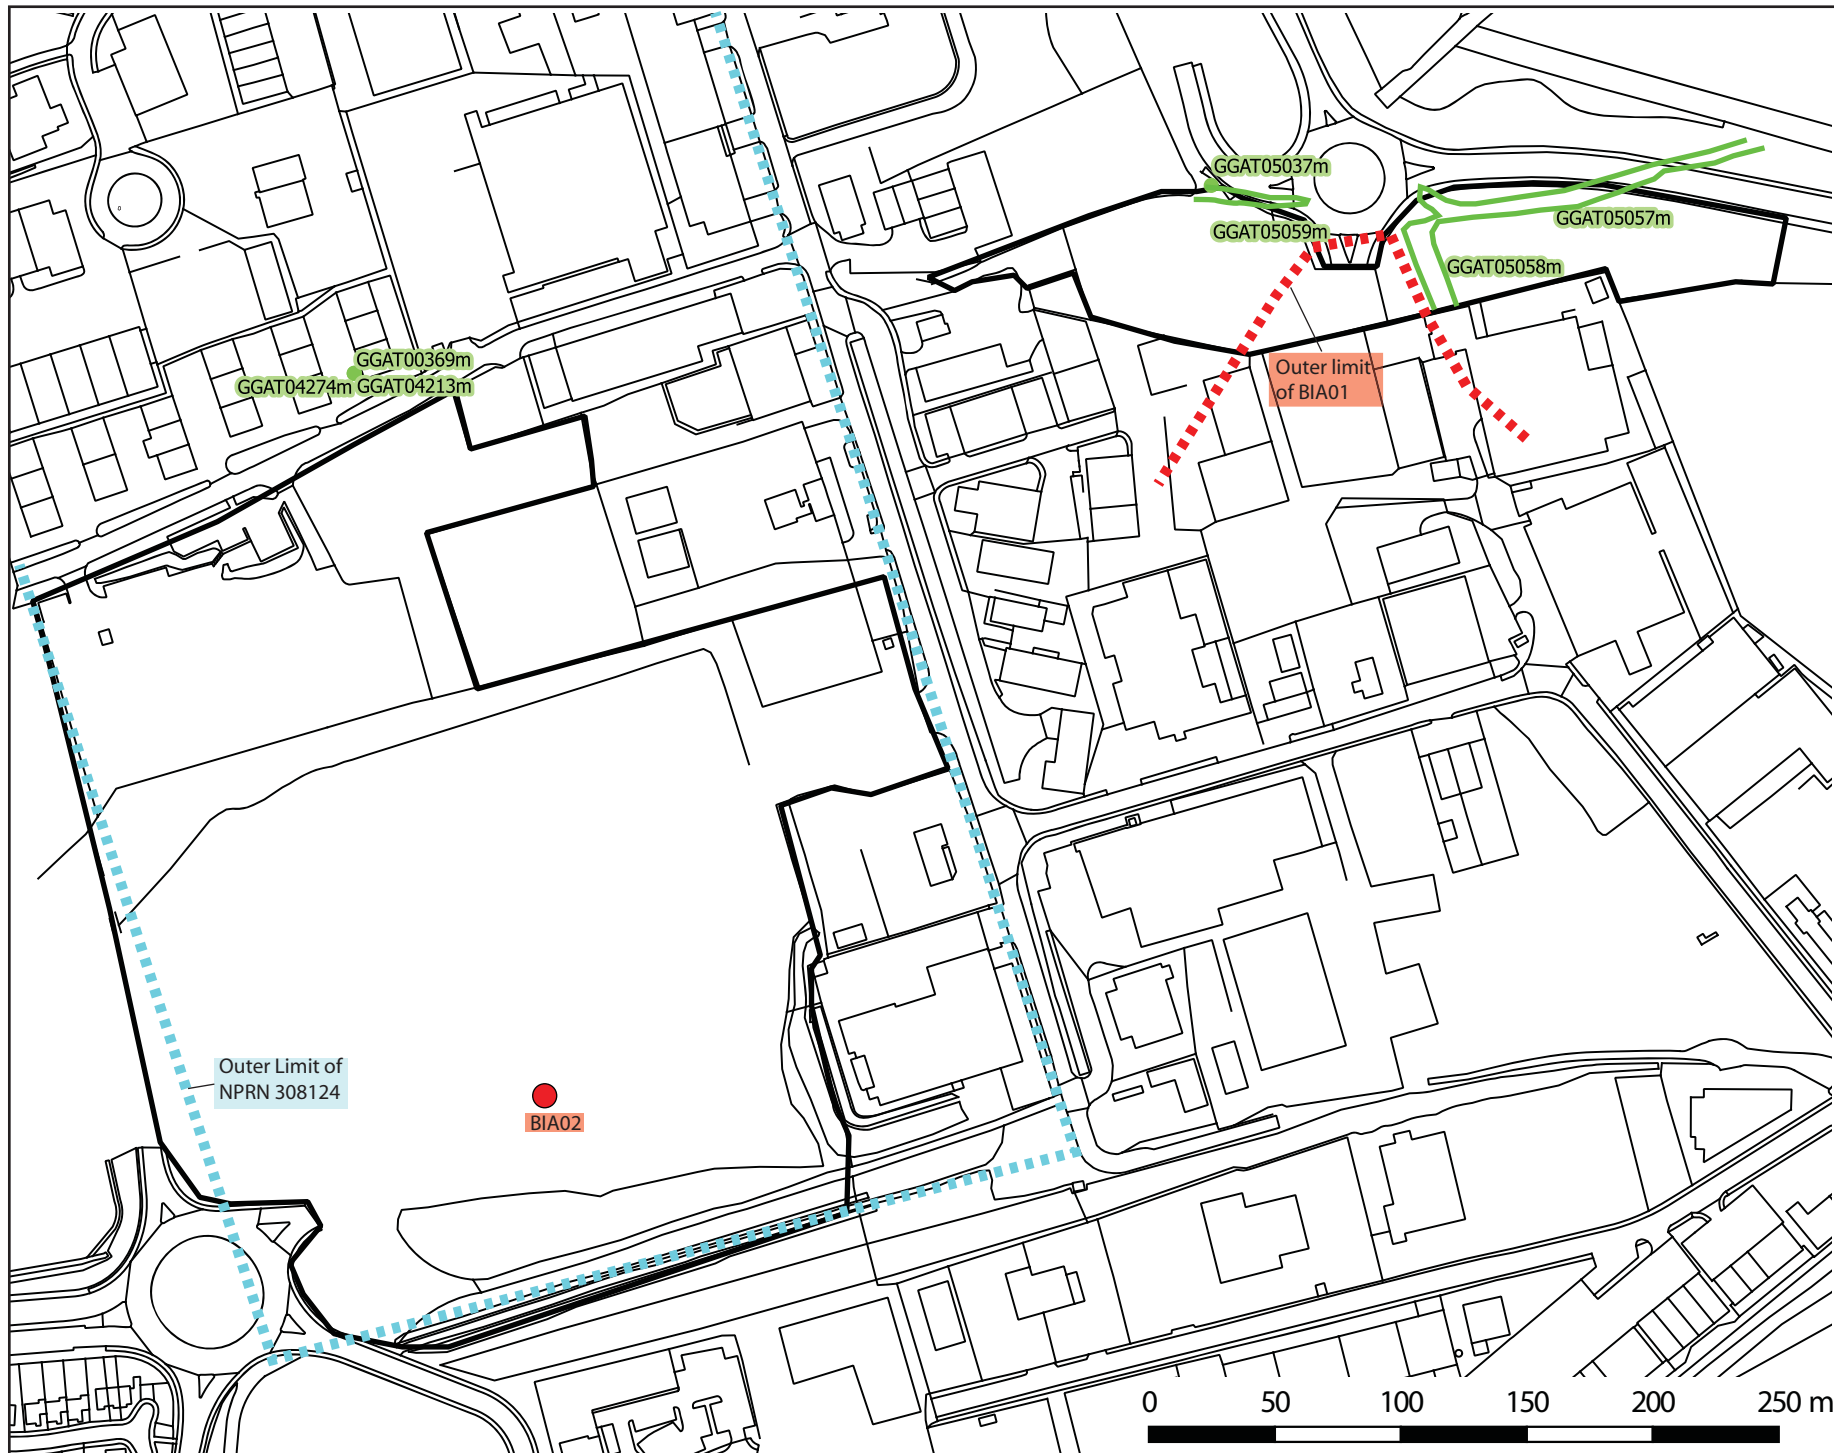 GGAT05037m
GGAT05059m
GGAT05057m
GGAT05058m
GGAT00369m
GGAT04274m
GGAT04213m
Outer limit
of BIA01
Outer Limit of
NPRN 308124
BIA02
0 50 100 150 200 250 m